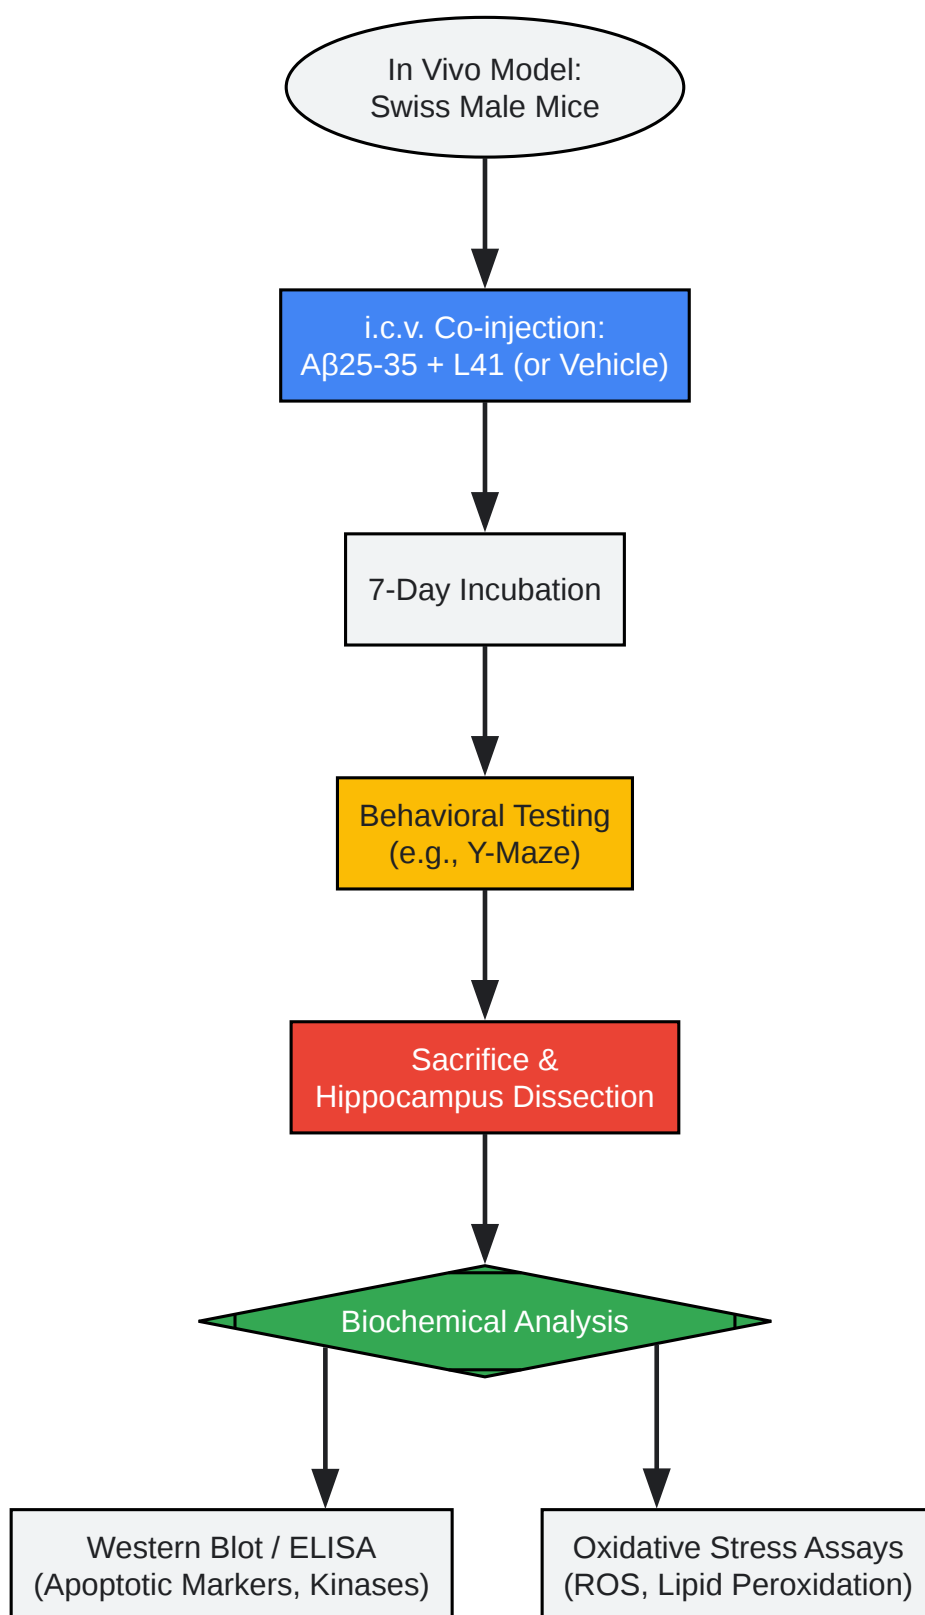 In Vivo Model:
Swiss Male Mice
i.c.v. Co-injection:
Aβ25-35 + L41 (or Vehicle)
7-Day Incubation
Behavioral Testing
(e.g., Y-Maze)
Sacrifice &
Hippocampus Dissection
Biochemical Analysis
Western Blot / ELISA
(Apoptotic Markers, Kinases)
Oxidative Stress Assays
(ROS, Lipid Peroxidation)